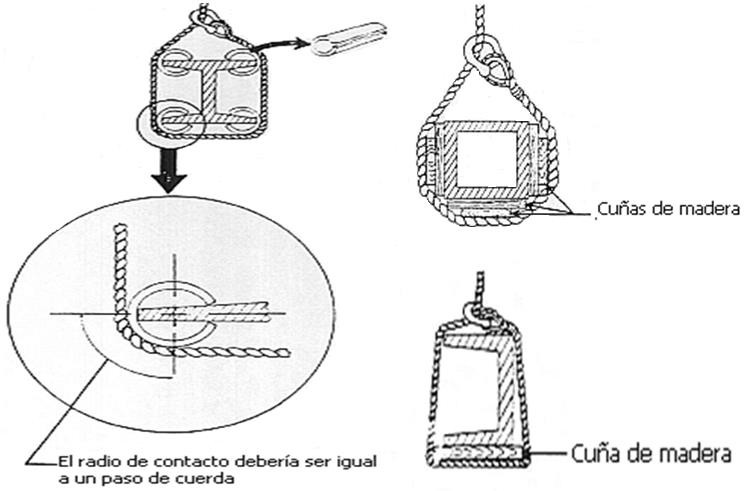 Cuñas de madera
Cuña de madera
El radio de contacto debería ser igual
a un paso de cuerda